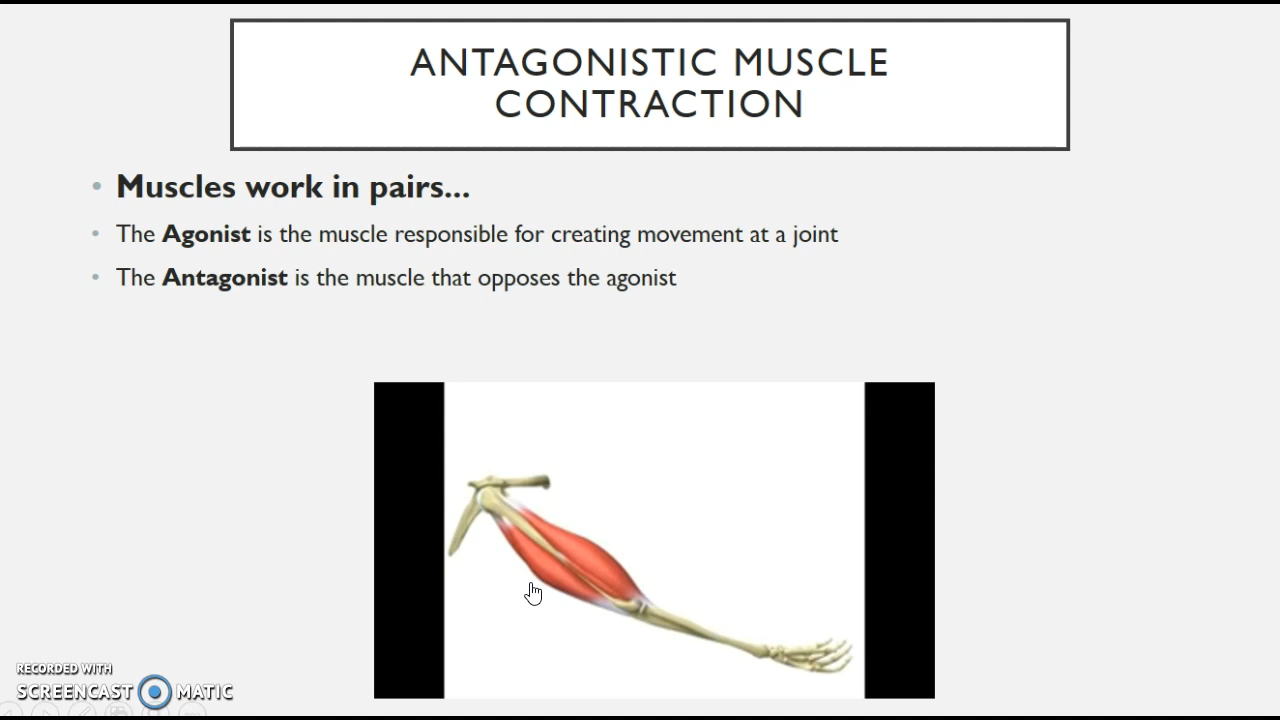 ANTAGONISTIC MUSCLE
CONTRACTION
Muscles work in pairs...
The Agonist is the muscle responsible for creating movement at a joint
The Antagonist is the muscle that opposes the agonist
RECORDED WITH
SCREENCAST MATIC